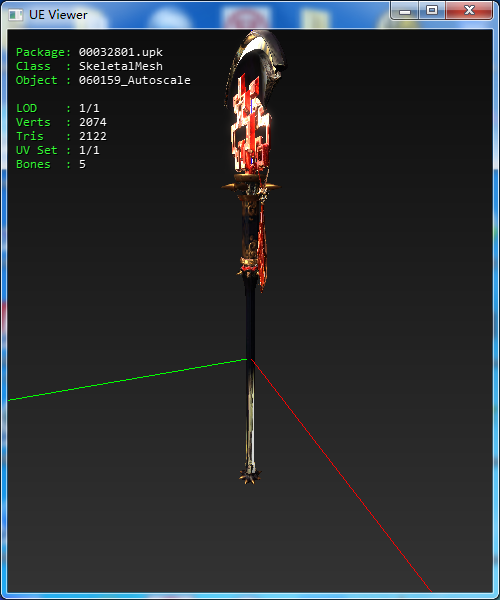 UE Viewer
Package: 00032801.upk
Class : SkeletalMesh
Object : 060159_Autoscale
LOD : 1/1
Verts : 2074
Tris : 2122
UV Set : 1/1
Bones : 5